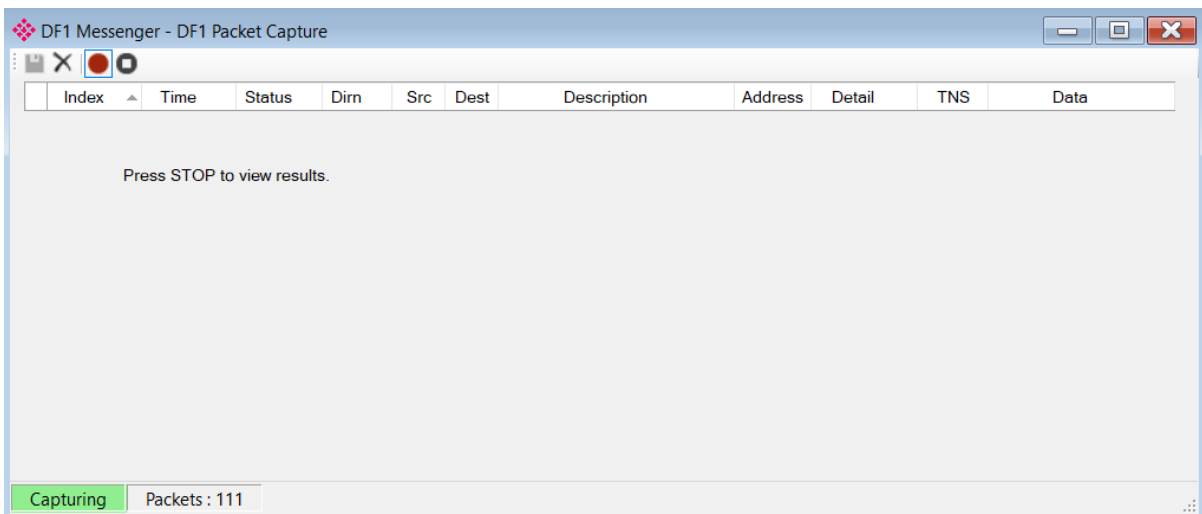 DF1 Messenger - DF1 Packet Capture
Index Time Status Dirn Src Dest Description Address Detail TNS Data
Press STOP to view results.
Capturing Packets : 111